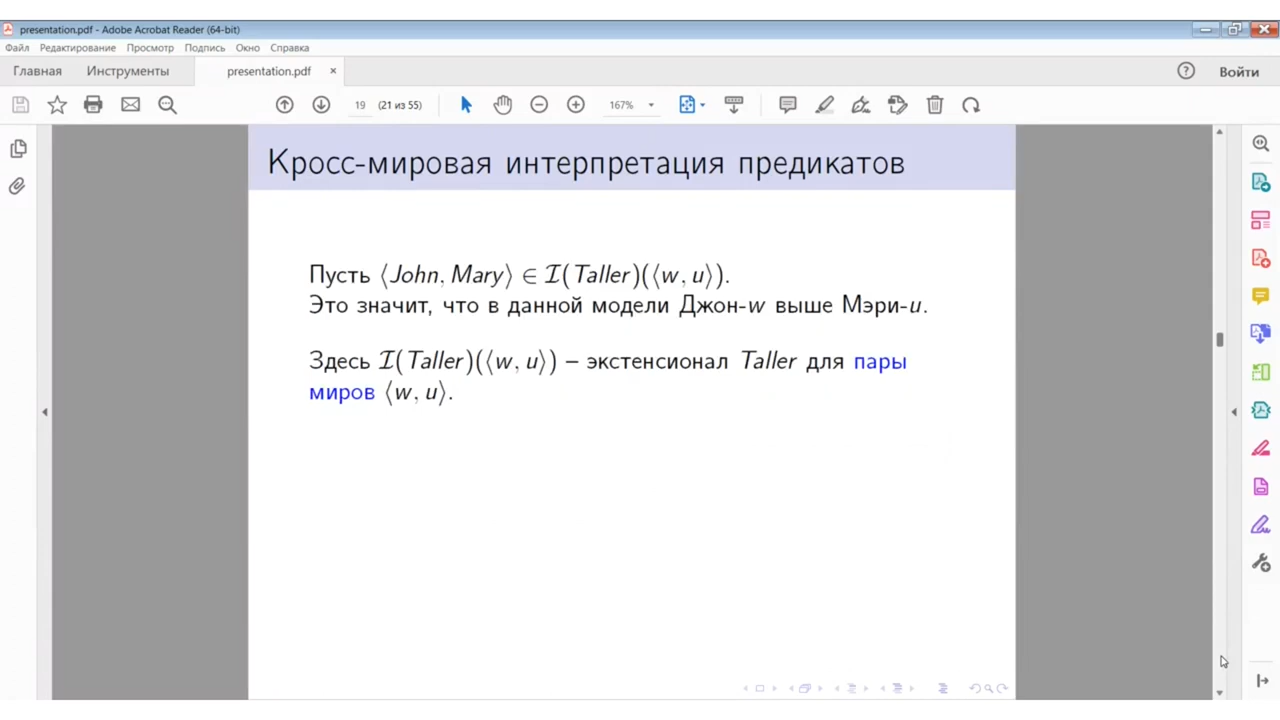 presentation.pdf - Adobe Acrobat Reader (64-bit)
Файл Редактирование Просмотр Подпись Окно Справка
Главная Инструменты presentation.pdf × Войти
19 (21 из 55) 167%
Кросс-мировая интерпретация предикатов
Пусть ⟨John, Mary⟩ ∈ ℐ(Taller)(⟨w, u⟩).
Это значит, что в данной модели Джон-w выше Мэри-u.
Здесь ℐ(Taller)(⟨w, u⟩) – экстенсионал Taller для пары
миров ⟨w, u⟩.